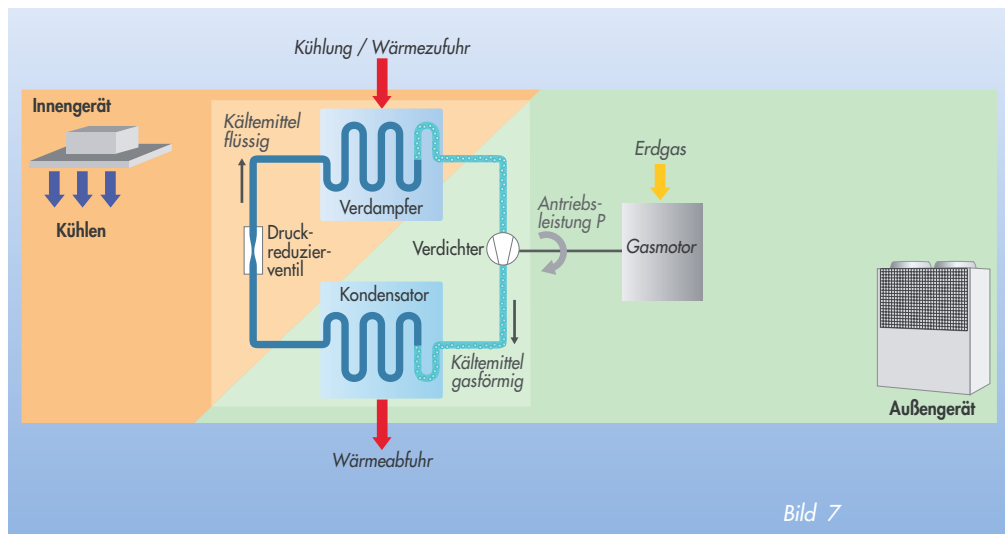 Kühlung / Wärmezufuhr
Innengerät
Kältemittel
flüssig
Erdgas
Antriebs-
leistung P
Verdampfer
Kühlen
Druck-
reduzier-
ventil
Verdichter
Gasmotor
Kondensator
Kältemittel
gasförmig
Außengerät
Wärmeabfuhr
Bild 7